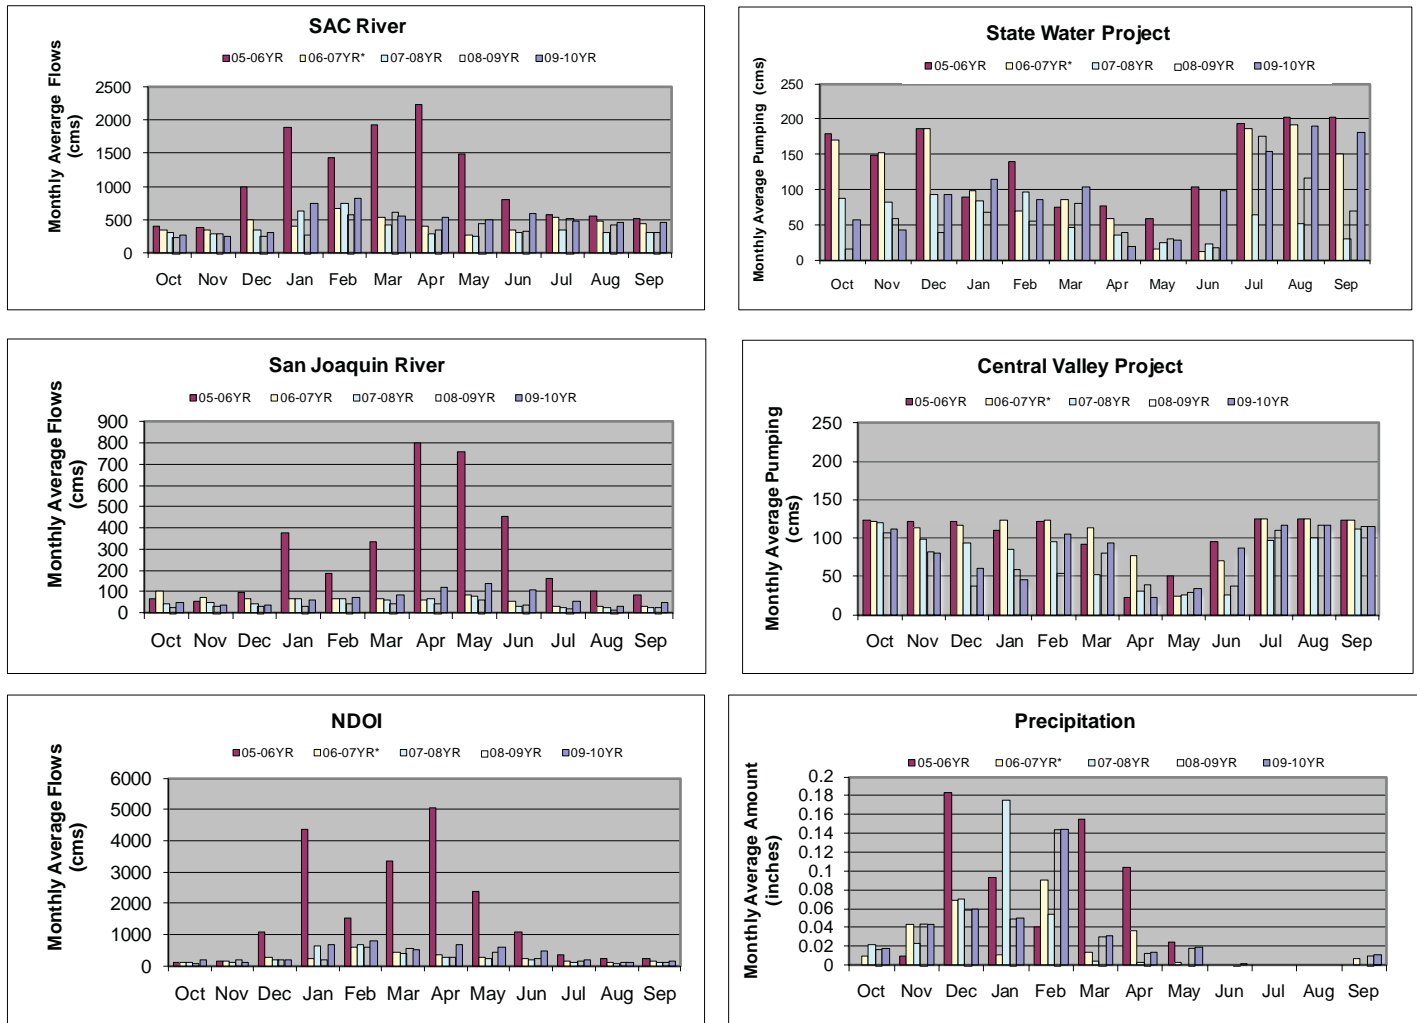 SAC River
05-06YR 06-07YR* 07-08YR 08-09YR 09-10YR
Monthly Averarge Flows
(cms)
2500
2000
1500
1000
500
0
Oct Nov Dec Jan Feb Mar Apr May Jun Jul Aug Sep
State Water Project
05-06YR 06-07YR* 07-08YR 08-09YR 09-10YR
Monthly Average Pumping (cms)
250
200
150
100
50
0
Oct Nov Dec Jan Feb Mar Apr May Jun Jul Aug Sep
San Joaquin River
05-06YR 06-07YR 07-08YR 08-09YR 09-10YR
Monthly Average Flows
(cms)
900
800
700
600
500
400
300
200
100
0
Oct Nov Dec Jan Feb Mar Apr May Jun Jul Aug Sep
Central Valley Project
05-06YR 06-07YR* 07-08YR 08-09YR 09-10YR
Monthly Average Pumping
(cms)
250
200
150
100
50
0
Oct Nov Dec Jan Feb Mar Apr May Jun Jul Aug Sep
NDOI
05-06YR 06-07YR* 07-08YR 08-09YR 09-10YR
Monthly Average Flows
(cms)
6000
5000
4000
3000
2000
1000
0
Oct Nov Dec Jan Feb Mar Apr May Jun Jul Aug Sep
Precipitation
05-06YR 06-07YR* 07-08YR 08-09YR 09-10YR
Monthly Average Amount
(inches)
0.2
0.18
0.16
0.14
0.12
0.1
0.08
0.06
0.04
0.02
0
Oct Nov Dec Jan Feb Mar Apr May Jun Jul Aug Sep